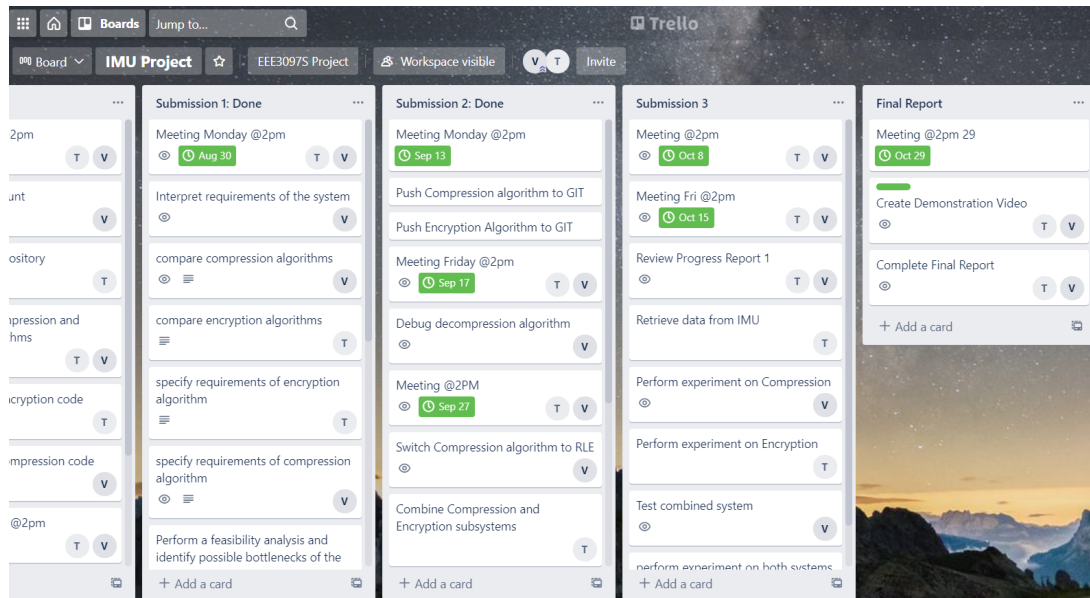 Boards
Jump to...
Trello
Board
IMU Project
EEE3097S Project
Workspace visible
V
T
Invite
2pm
T V
unt
V
ository
T
pression and
hms
T V
cryption code
T
mpression code
V
@2pm
T V
Submission 1: Done
Meeting Monday @2pm
Aug 30
T V
Interpret requirements of the system
V
compare compression algorithms
V
compare encryption algorithms
T
specify requirements of encryption
algorithm
T
specify requirements of compression
algorithm
V
Perform a feasibility analysis and
identify possible bottlenecks of the
+ Add a card
Submission 2: Done
Meeting Monday @2pm
Sep 13
Push Compression algorithm to GIT
Push Encryption Algorithm to GIT
Meeting Friday @2pm
Sep 17
T V
Debug decompression algorithm
V
Meeting @2PM
Sep 27
T V
Switch Compression algorithm to RLE
V
Combine Compression and
Encryption subsystems
T
+ Add a card
Submission 3
Meeting @2pm
Oct 8
T V
Meeting Fri @2pm
Oct 15
T V
Review Progress Report 1
T V
Retrieve data from IMU
T
Perform experiment on Compression
V
Perform experiment on Encryption
T
Test combined system
V
perform experiment on both systems
+ Add a card
Final Report
Meeting @2pm 29
Oct 29
Create Demonstration Video
T V
Complete Final Report
T V
+ Add a card